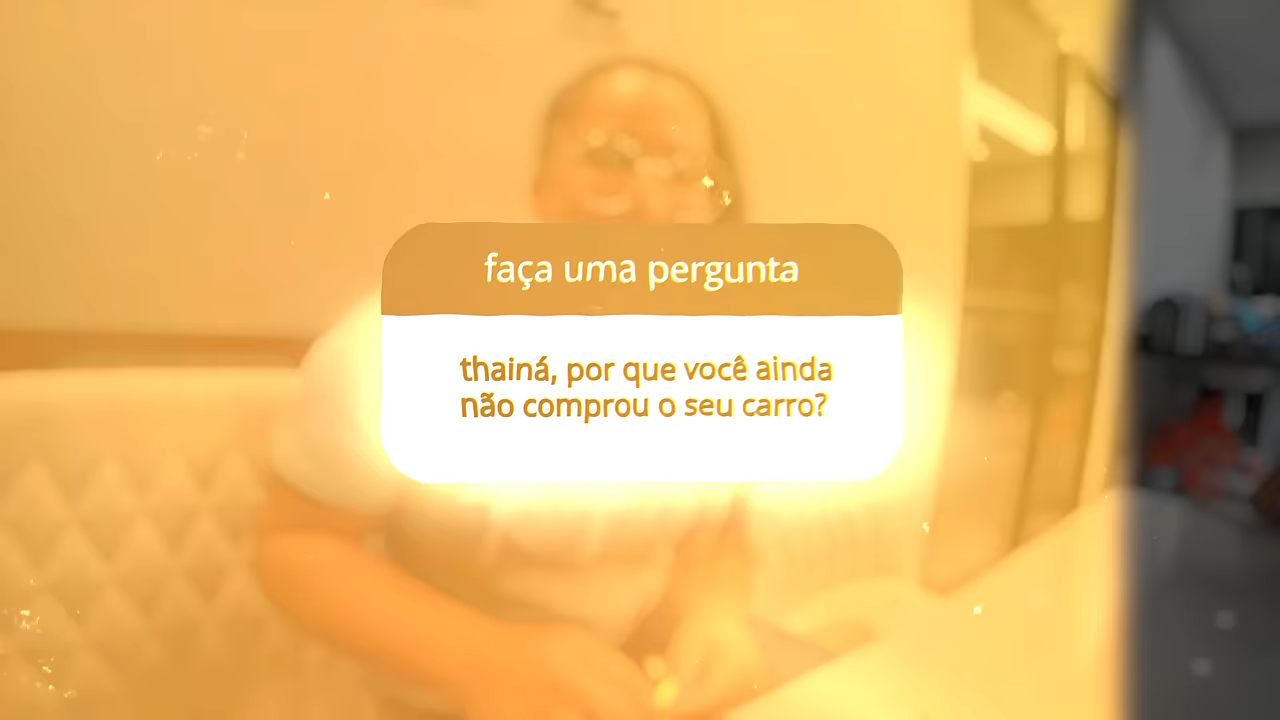 faça uma pergunta
thainá, por que você ainda
não comprou o seu carro?